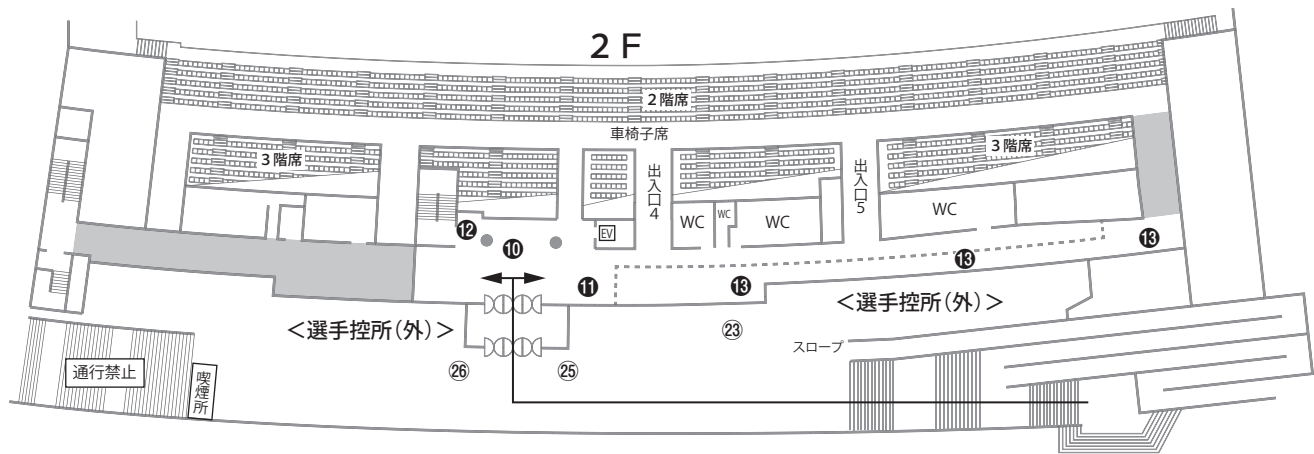 2F
2階席
車椅子席
3階席
3階席
出入口4
出入口5
WC
WC
WC
WC
EV
⓬
❿
⓫
⓭
⓭
⓭
<選手控所(外)>
<選手控所(外)>
㉓
スロープ
㉖
㉕
通行禁止
喫煙所